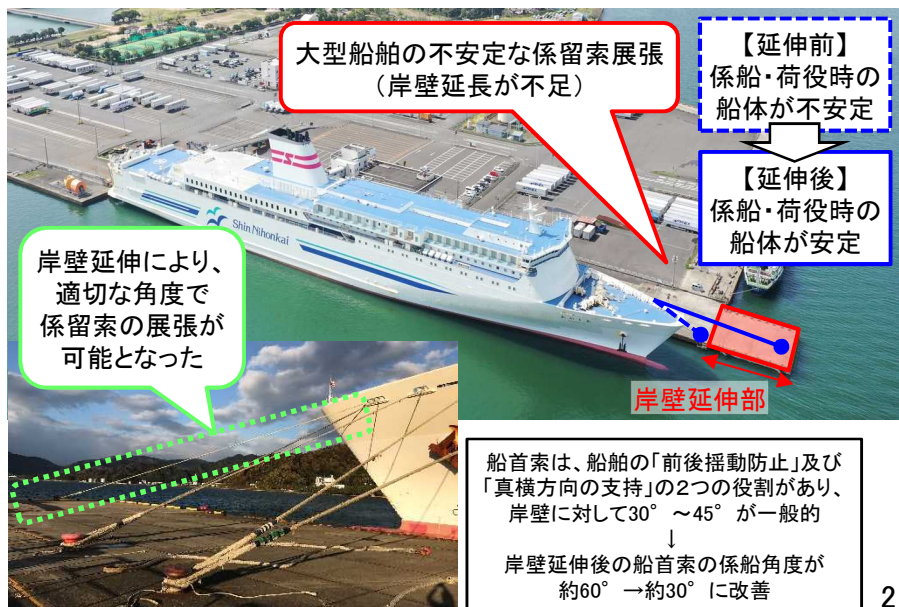 大型船舶の不安定な係留索展張
（岸壁延長が不足）
【延伸前】
係船・荷役時の
船体が不安定
【延伸後】
係船・荷役時の
船体が安定
Shin Nihonkai
岸壁延伸により、
適切な角度で
係留索の展張が
可能となった
岸壁延伸部
船首索は、船舶の「前後揺動防止」及び
「真横方向の支持」の２つの役割があり、
岸壁に対して30°～45°が一般的
↓
岸壁延伸後の船首索の係船角度が
約60°→約30°に改善
2